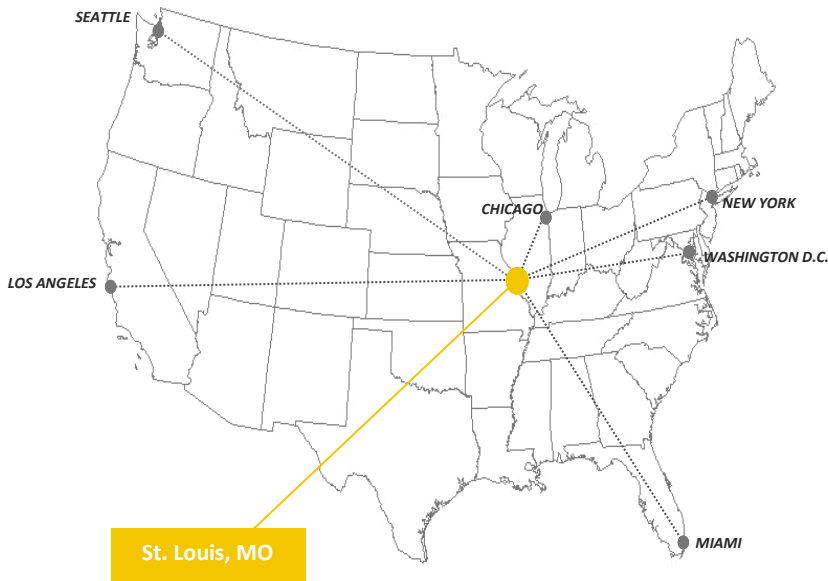 SEATTLE
CHICAGO
NEW YORK
WASHINGTON D.C.
LOS ANGELES
St. Louis, MO
MIAMI